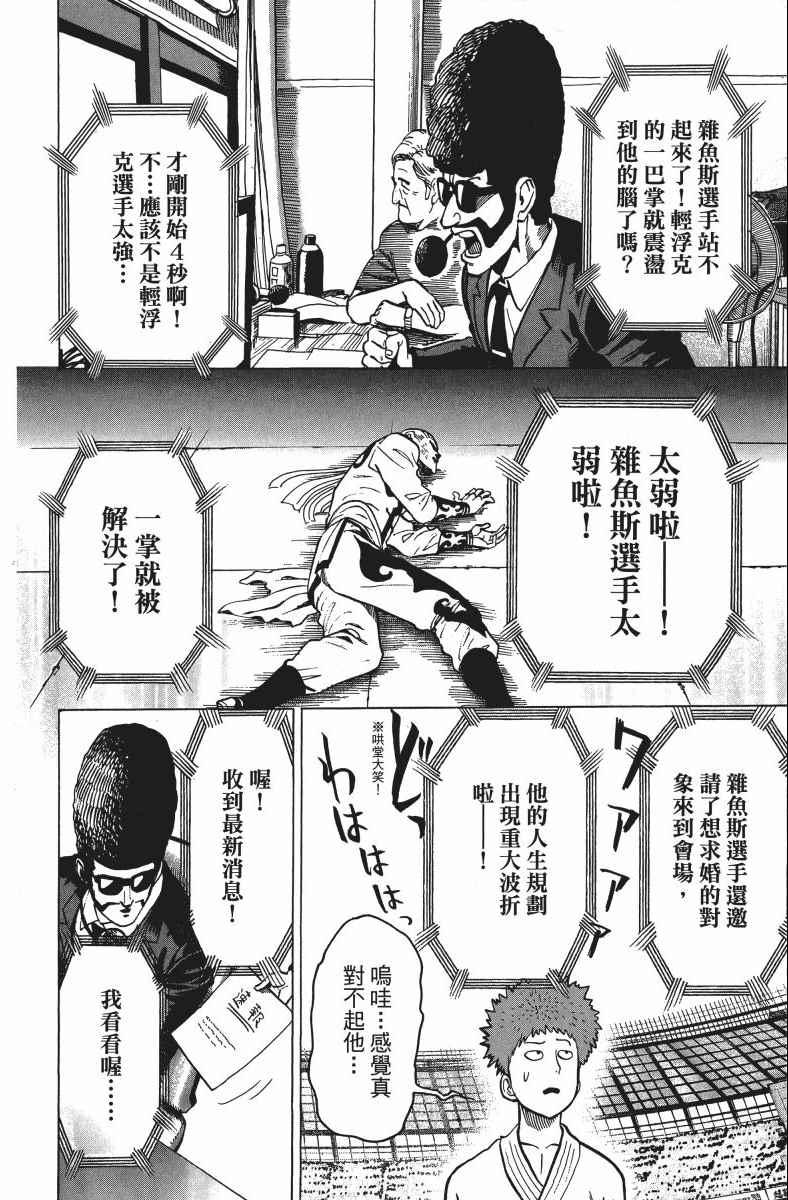 雜魚斯選手站不
起來了！輕浮克
的一巴掌就震盪
到他的腦了嗎？
才剛開始４秒啊！
不…應該不是輕浮
克選手太強…
太弱啦——！
雜魚斯選手太
弱啦！
一掌就被
解決了！
雜魚斯選手還邀
請了想求婚的對
象來到會場，
クァァァ
他的人生規劃
出現重大波折
啦——！
どっ
わははは
※哄堂大笑！
嗚哇…感覺真
對不起他…
喔！
收到最新消息！
速報
我看看喔……